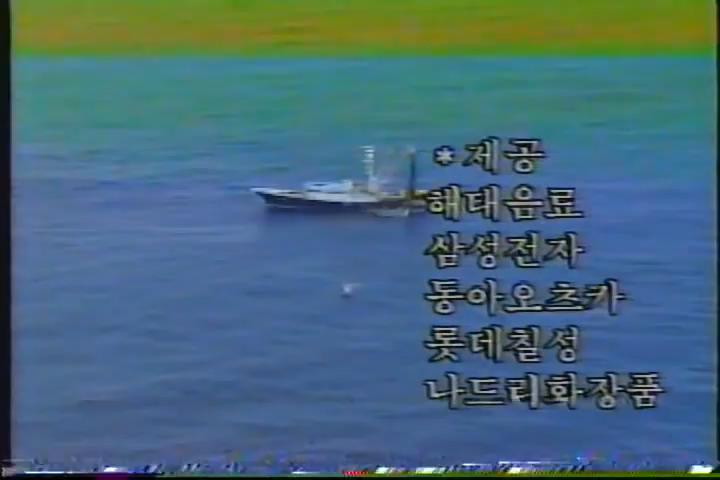 *제공
해태음료
삼성전자
동아오츠카
롯데칠성
나드리화장품